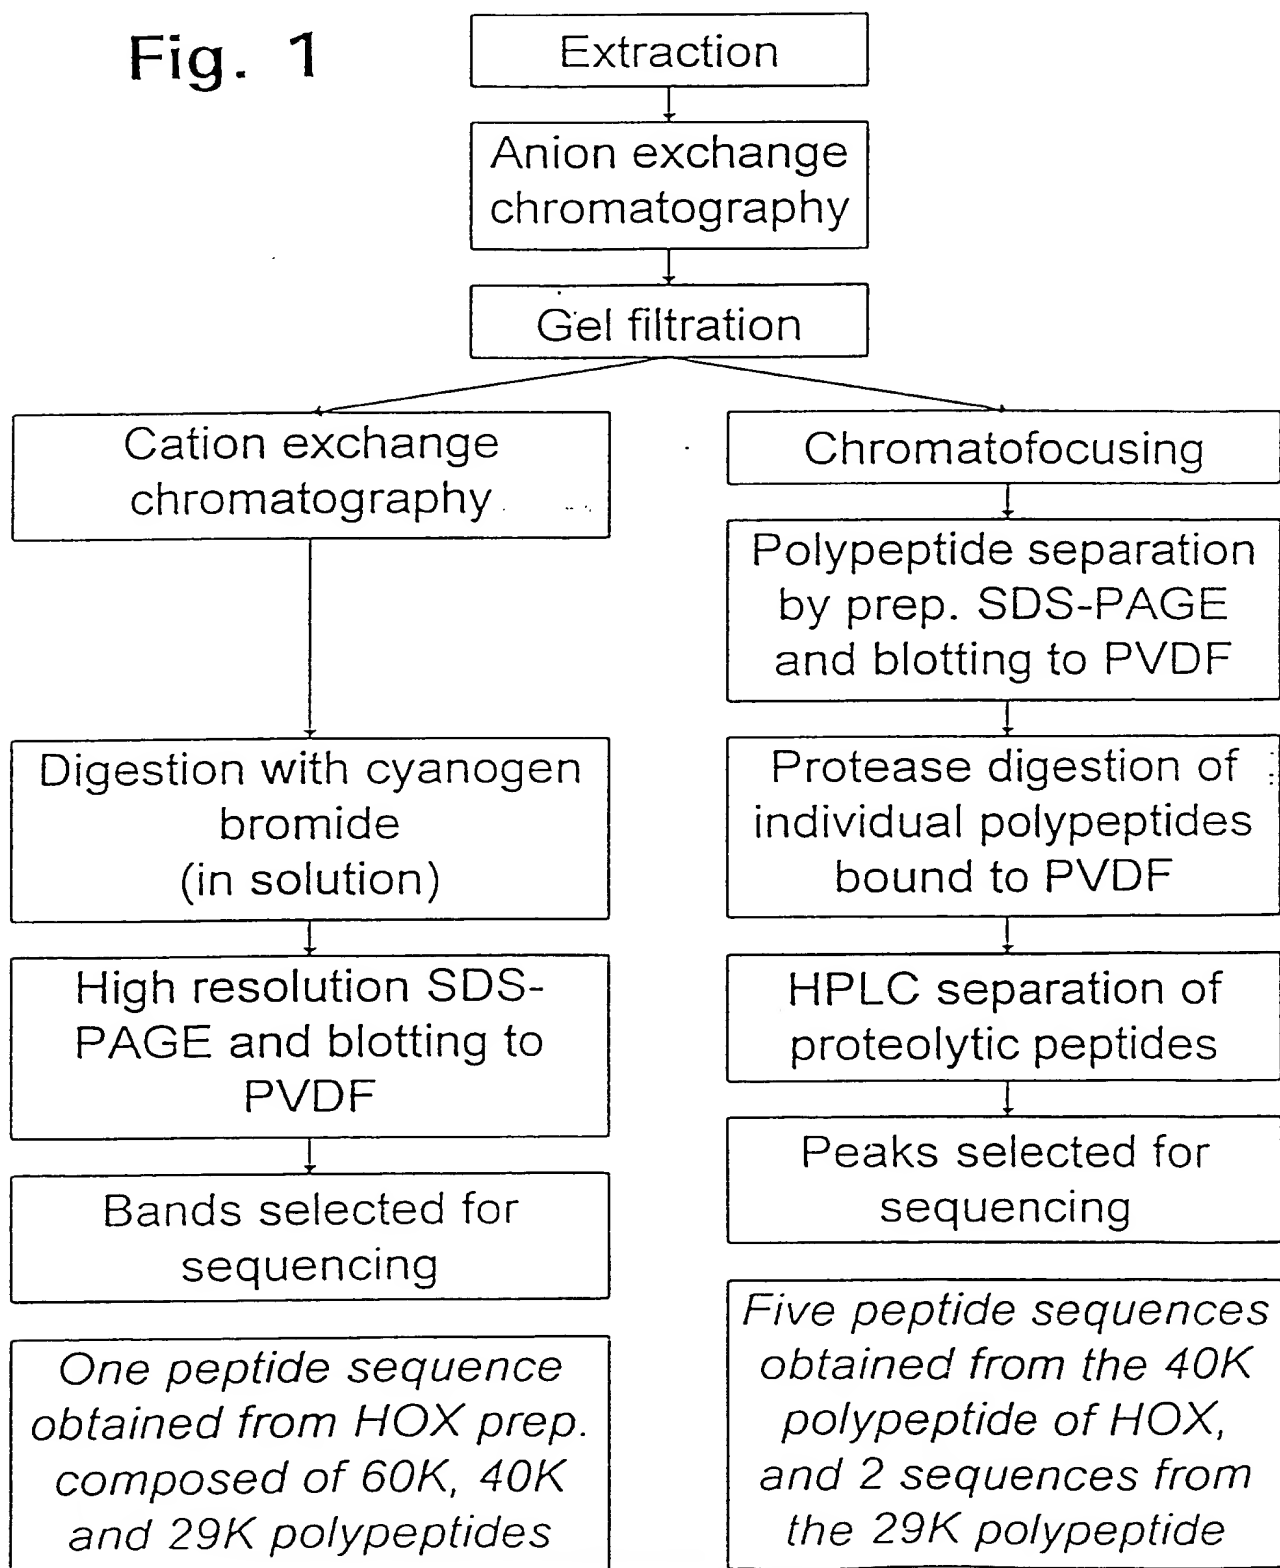 Fig. 1
Extraction
Anion exchange
chromatography
Gel filtration
Cation exchange
chromatography
Digestion with cyanogen
bromide
(in solution)
High resolution SDS-
PAGE and blotting to
PVDF
Bands selected for
sequencing
One peptide sequence
obtained from HOX prep.
composed of 60K, 40K
and 29K polypeptides
Chromatofocusing
Polypeptide separation
by prep. SDS-PAGE
and blotting to PVDF
Protease digestion of
individual polypeptides
bound to PVDF
HPLC separation of
proteolytic peptides
Peaks selected for
sequencing
Five peptide sequences
obtained from the 40K
polypeptide of HOX,
and 2 sequences from
the 29K polypeptide